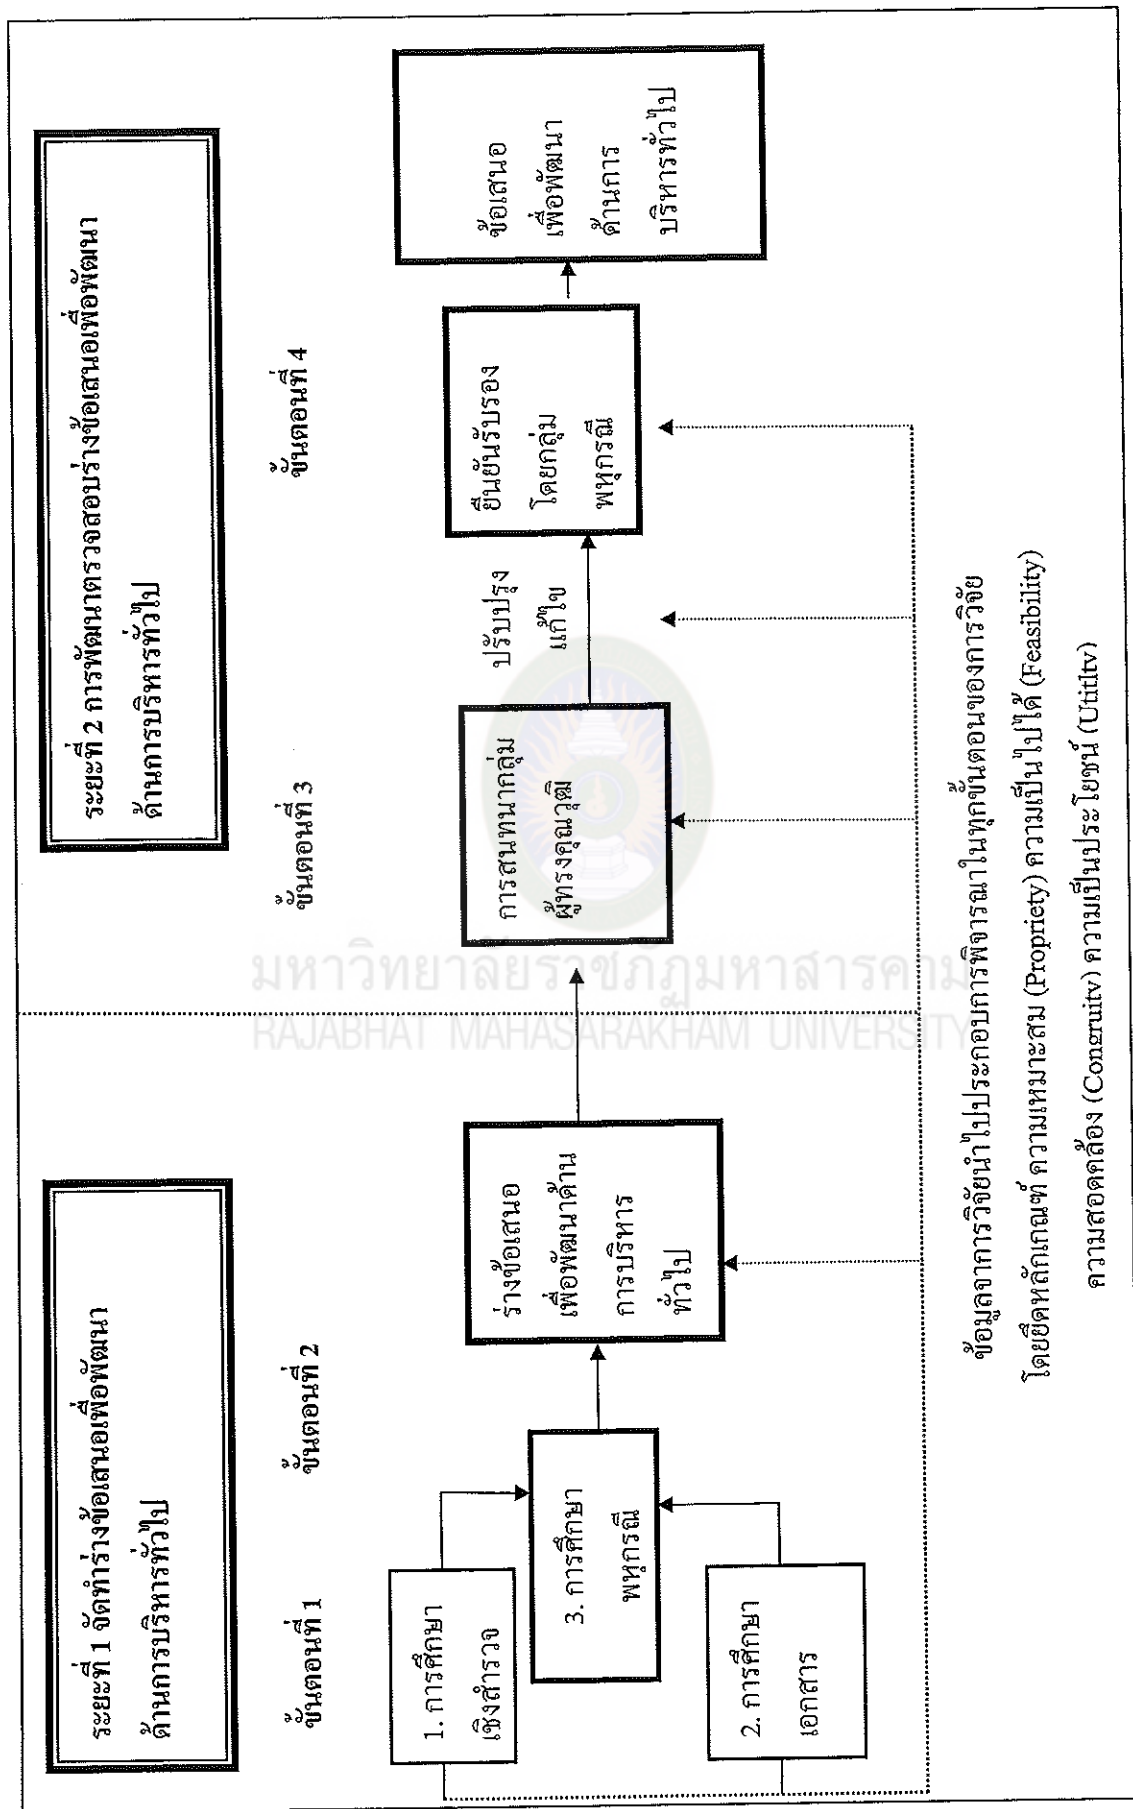 ระยะที่ 1 จัดทำร่างข้อเสนอเพื่อพัฒนา
ด้านการบริหารทั่วไป
ระยะที่ 2 การพัฒนาตรวจสอบร่างข้อเสนอเพื่อพัฒนา
ด้านการบริหารทั่วไป
ขั้นตอนที่ 1
ขั้นตอนที่ 2
ขั้นตอนที่ 3
ขั้นตอนที่ 4
1. การศึกษา
เชิงสำรวจ
3. การศึกษา
พหุกรณี
2. การศึกษา
เอกสาร
ร่างข้อเสนอ
เพื่อพัฒนาด้าน
การบริหาร
ทั่วไป
การสนทนากลุ่ม
ผู้ทรงคุณวุฒิ
ปรับปรุง
แก้ไข
ยืนยันรับรอง
โดยกลุ่ม
พหุกรณี
ข้อเสนอ
เพื่อพัฒนา
ด้านการ
บริหารทั่วไป
มหาวิทยาลัยราชภัฏมหาสารคาม
RAJABHAT MAHASARAKHAM UNIVERSITY
ข้อมูลจากการวิจัยนำไปประกอบการพิจารณาในทุกขั้นตอนของการวิจัย
โดยยึดหลักเกณฑ์ ความเหมาะสม (Propriety) ความเป็นไปได้ (Feasibility)
ความสอดคล้อง (Congruity) ความเป็นประโยชน์ (Utitlty)